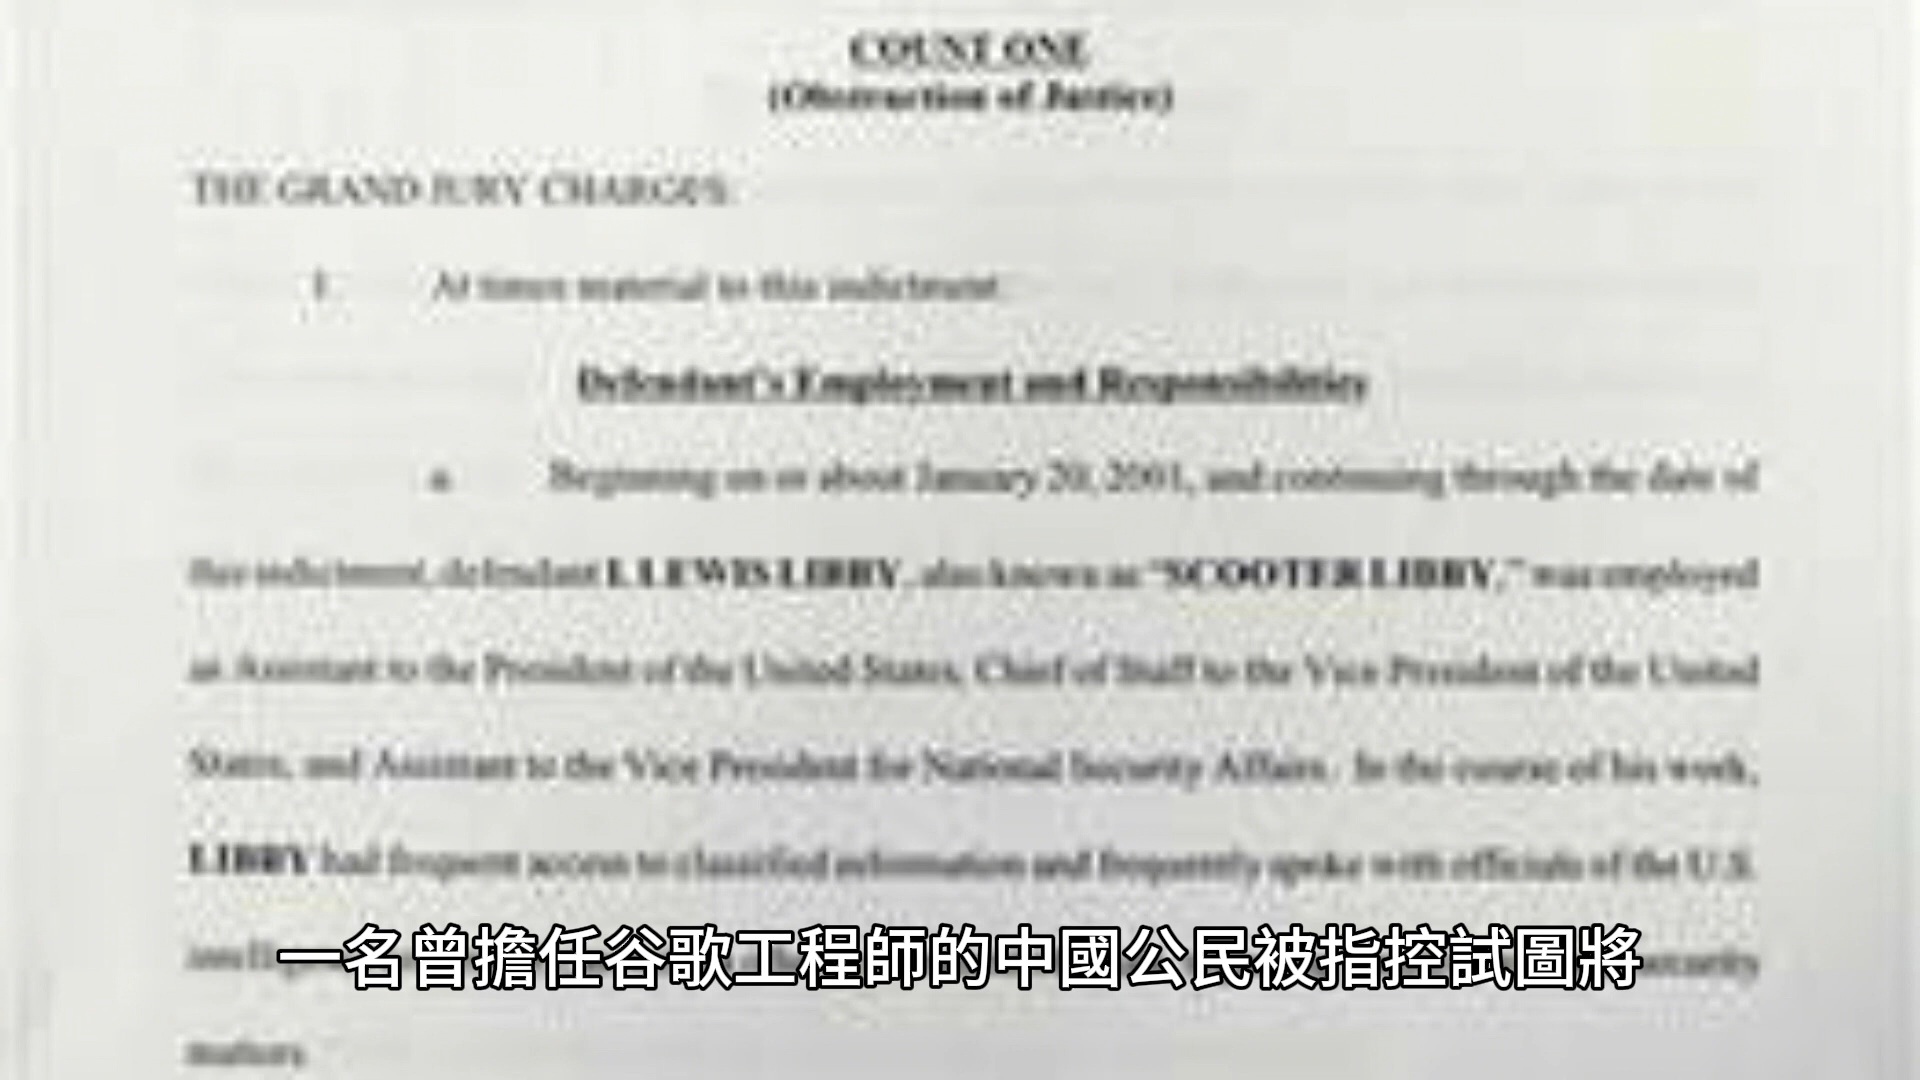 COUNT ONE
(Obstruction of Justice)
THE GRAND JURY CHARGES:
1. At times material to this indictment:
Defendant's Employment and Responsibilities
a. Beginning on or about January 20, 2001, and continuing through the date of
this indictment, defendant I. LEWIS LIBBY, also known as "SCOOTER LIBBY," was employed
as Assistant to the President of the United States, Chief of Staff to the Vice President of the United
States, and Assistant to the Vice President for National Security Affairs. In the course of his work,
LIBBY had frequent access to classified information and frequently spoke with officials of the U.S.
security
一名曾擔任谷歌工程師的中國公民被指控試圖將
matters.